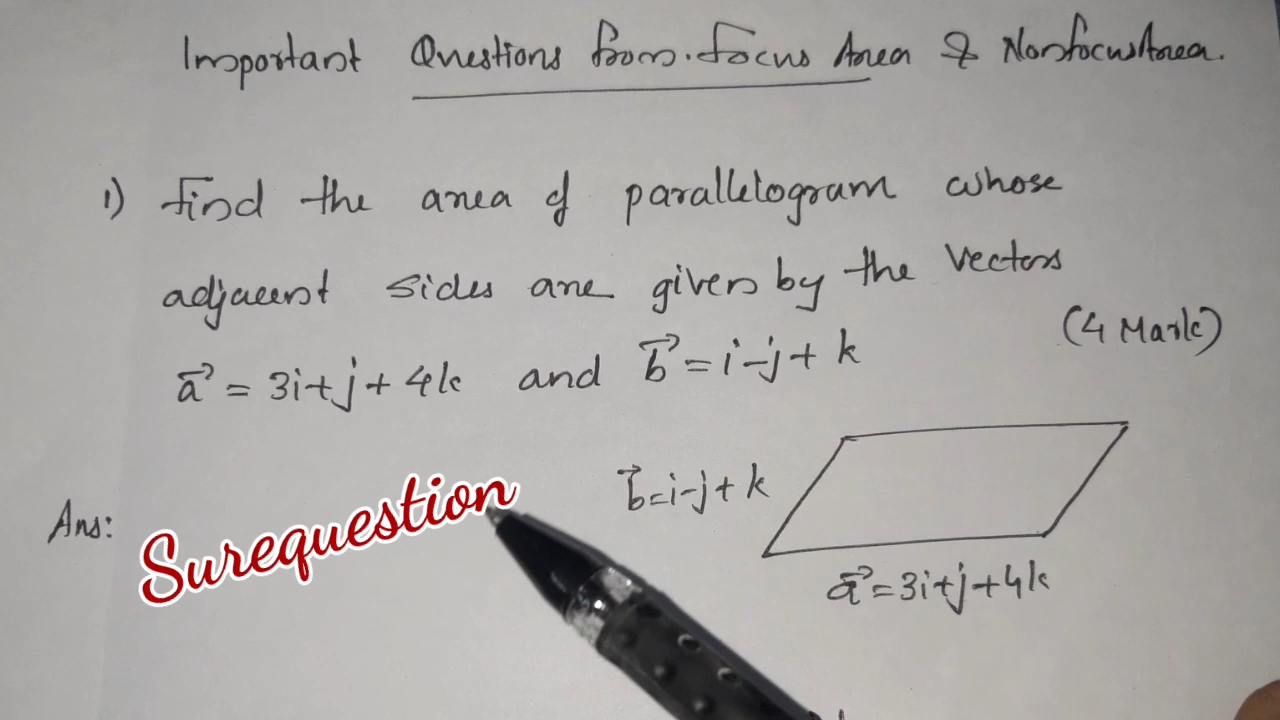 Important Questions from. Focus Area & Nonfocus Area.
1) Find the area of parallelogram whose
adjacent sides are given by the vectors
(4 Mark)
a⃗ = 3i+j+4k and b⃗ = i-j+k
b⃗=i-j+k
Ans:
Surequestion
a⃗=3i+j+4k